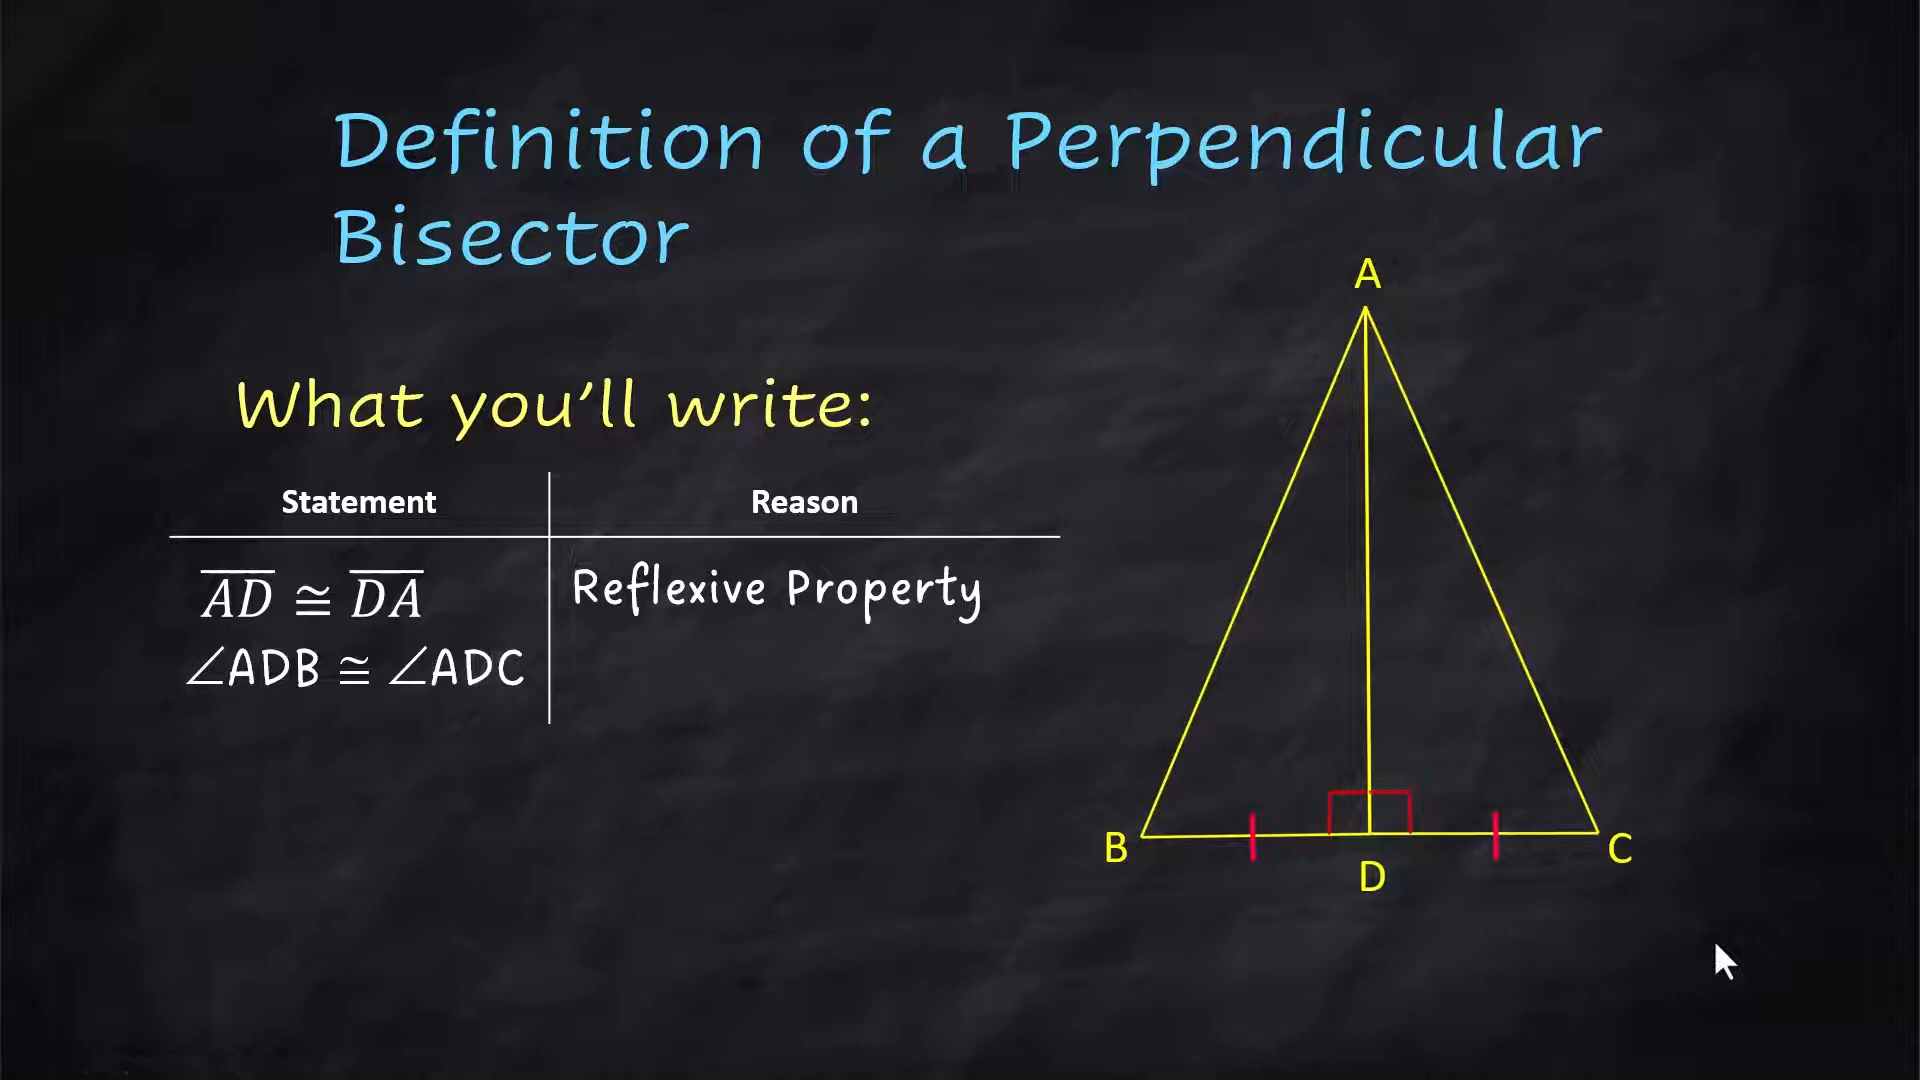 Definition of a Perpendicular
Bisector
What you'll write:
Statement Reason
AD ≅ DA Reflexive Property
∠ADB ≅ ∠ADC
A
B
C
D